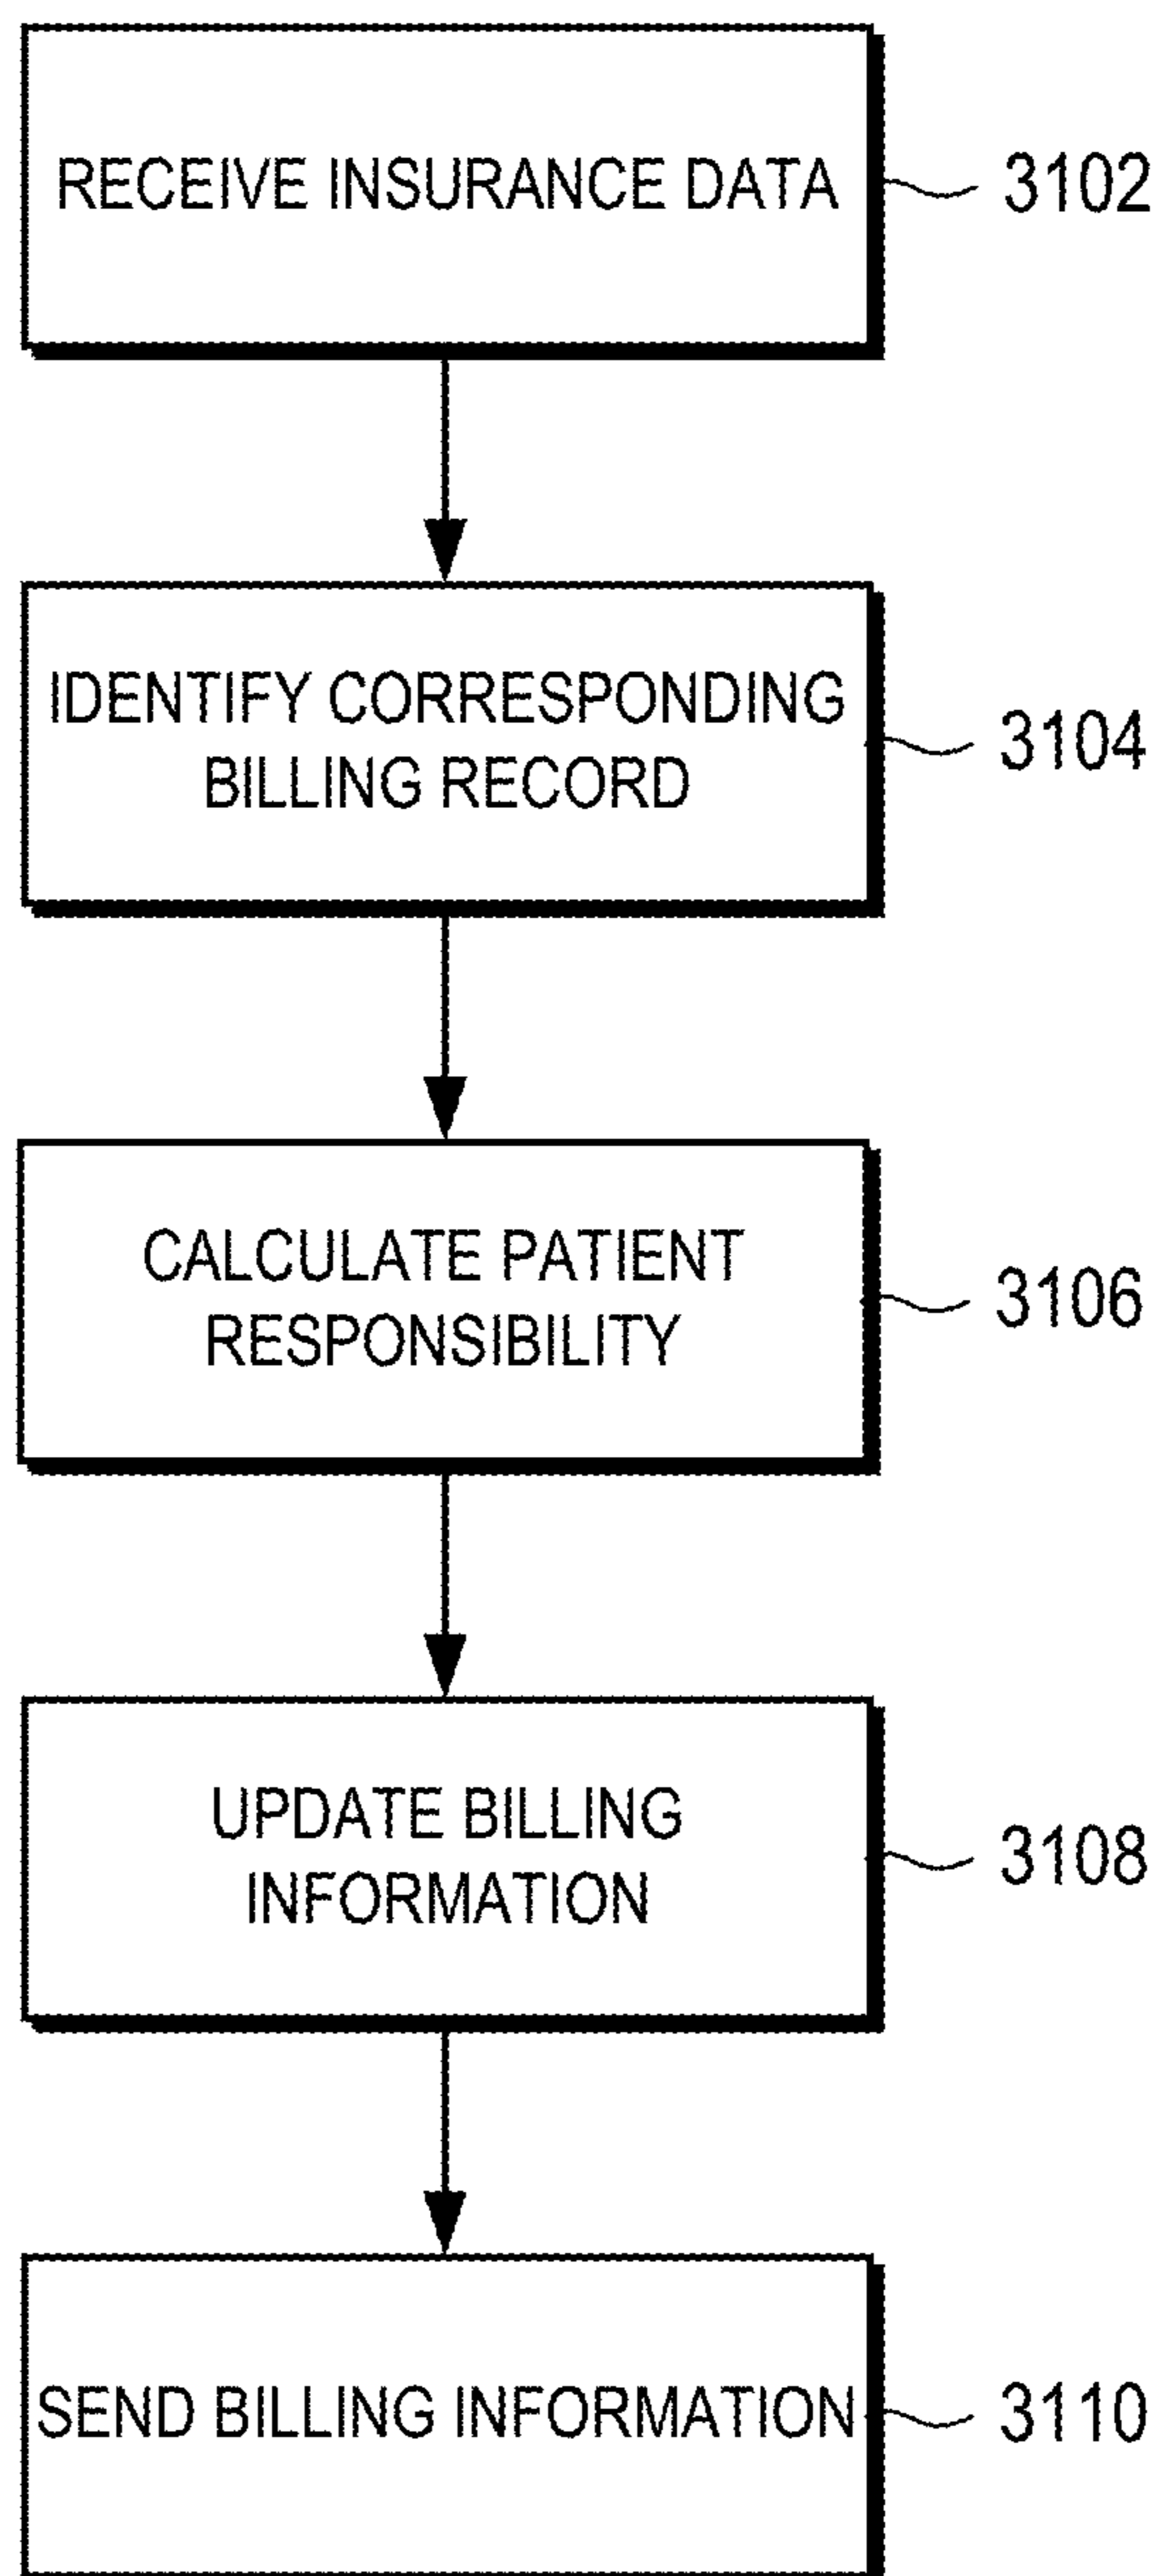 RECEIVE INSURANCE DATA
3102
IDENTIFY CORRESPONDING
BILLING RECORD
3104
CALCULATE PATIENT
RESPONSIBILITY
3106
UPDATE BILLING
INFORMATION
3108
SEND BILLING INFORMATION
3110